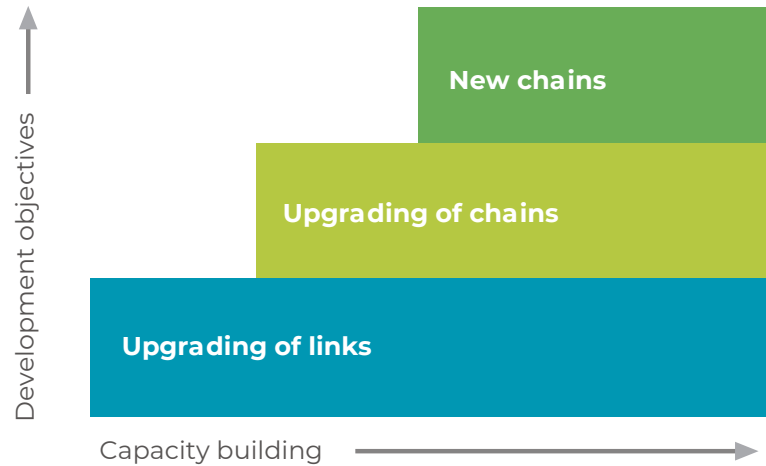 Development objectives
New chains
Upgrading of chains
Upgrading of links
Capacity building